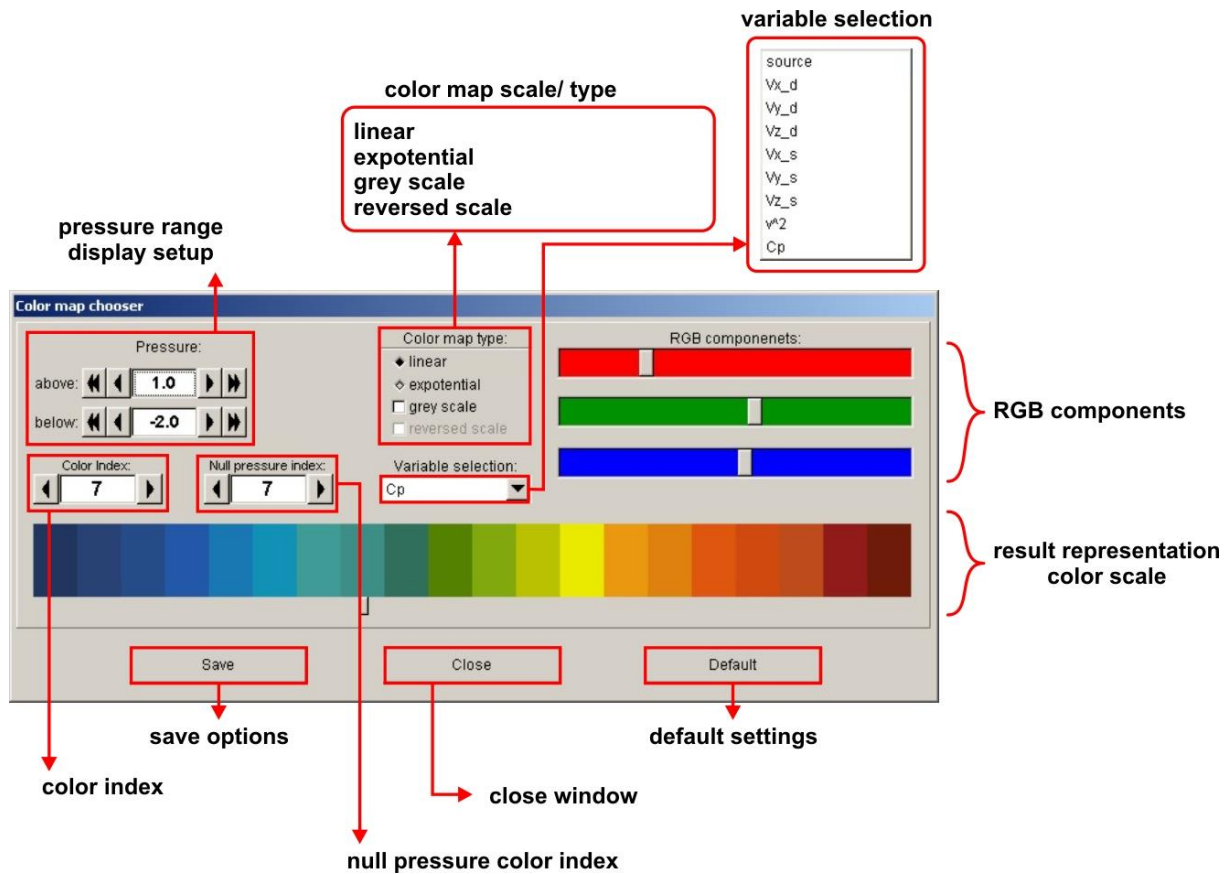 variable selection
source
Vx_d
Vy_d
Vz_d
Vx_s
Vy_s
Vz_s
v^2
Cp
color map scale/ type
linear
expotential
grey scale
reversed scale
pressure range
display setup
Color map chooser
Pressure:
above: 1.0
below: -2.0
Color map type:
linear
expotential
grey scale
reversed scale
RGB componenets:
RGB components
Color Index:
7
Null pressure index:
7
Variable selection:
Cp
result representation
color scale
Save
Close
Default
save options
default settings
color index
close window
null pressure color index